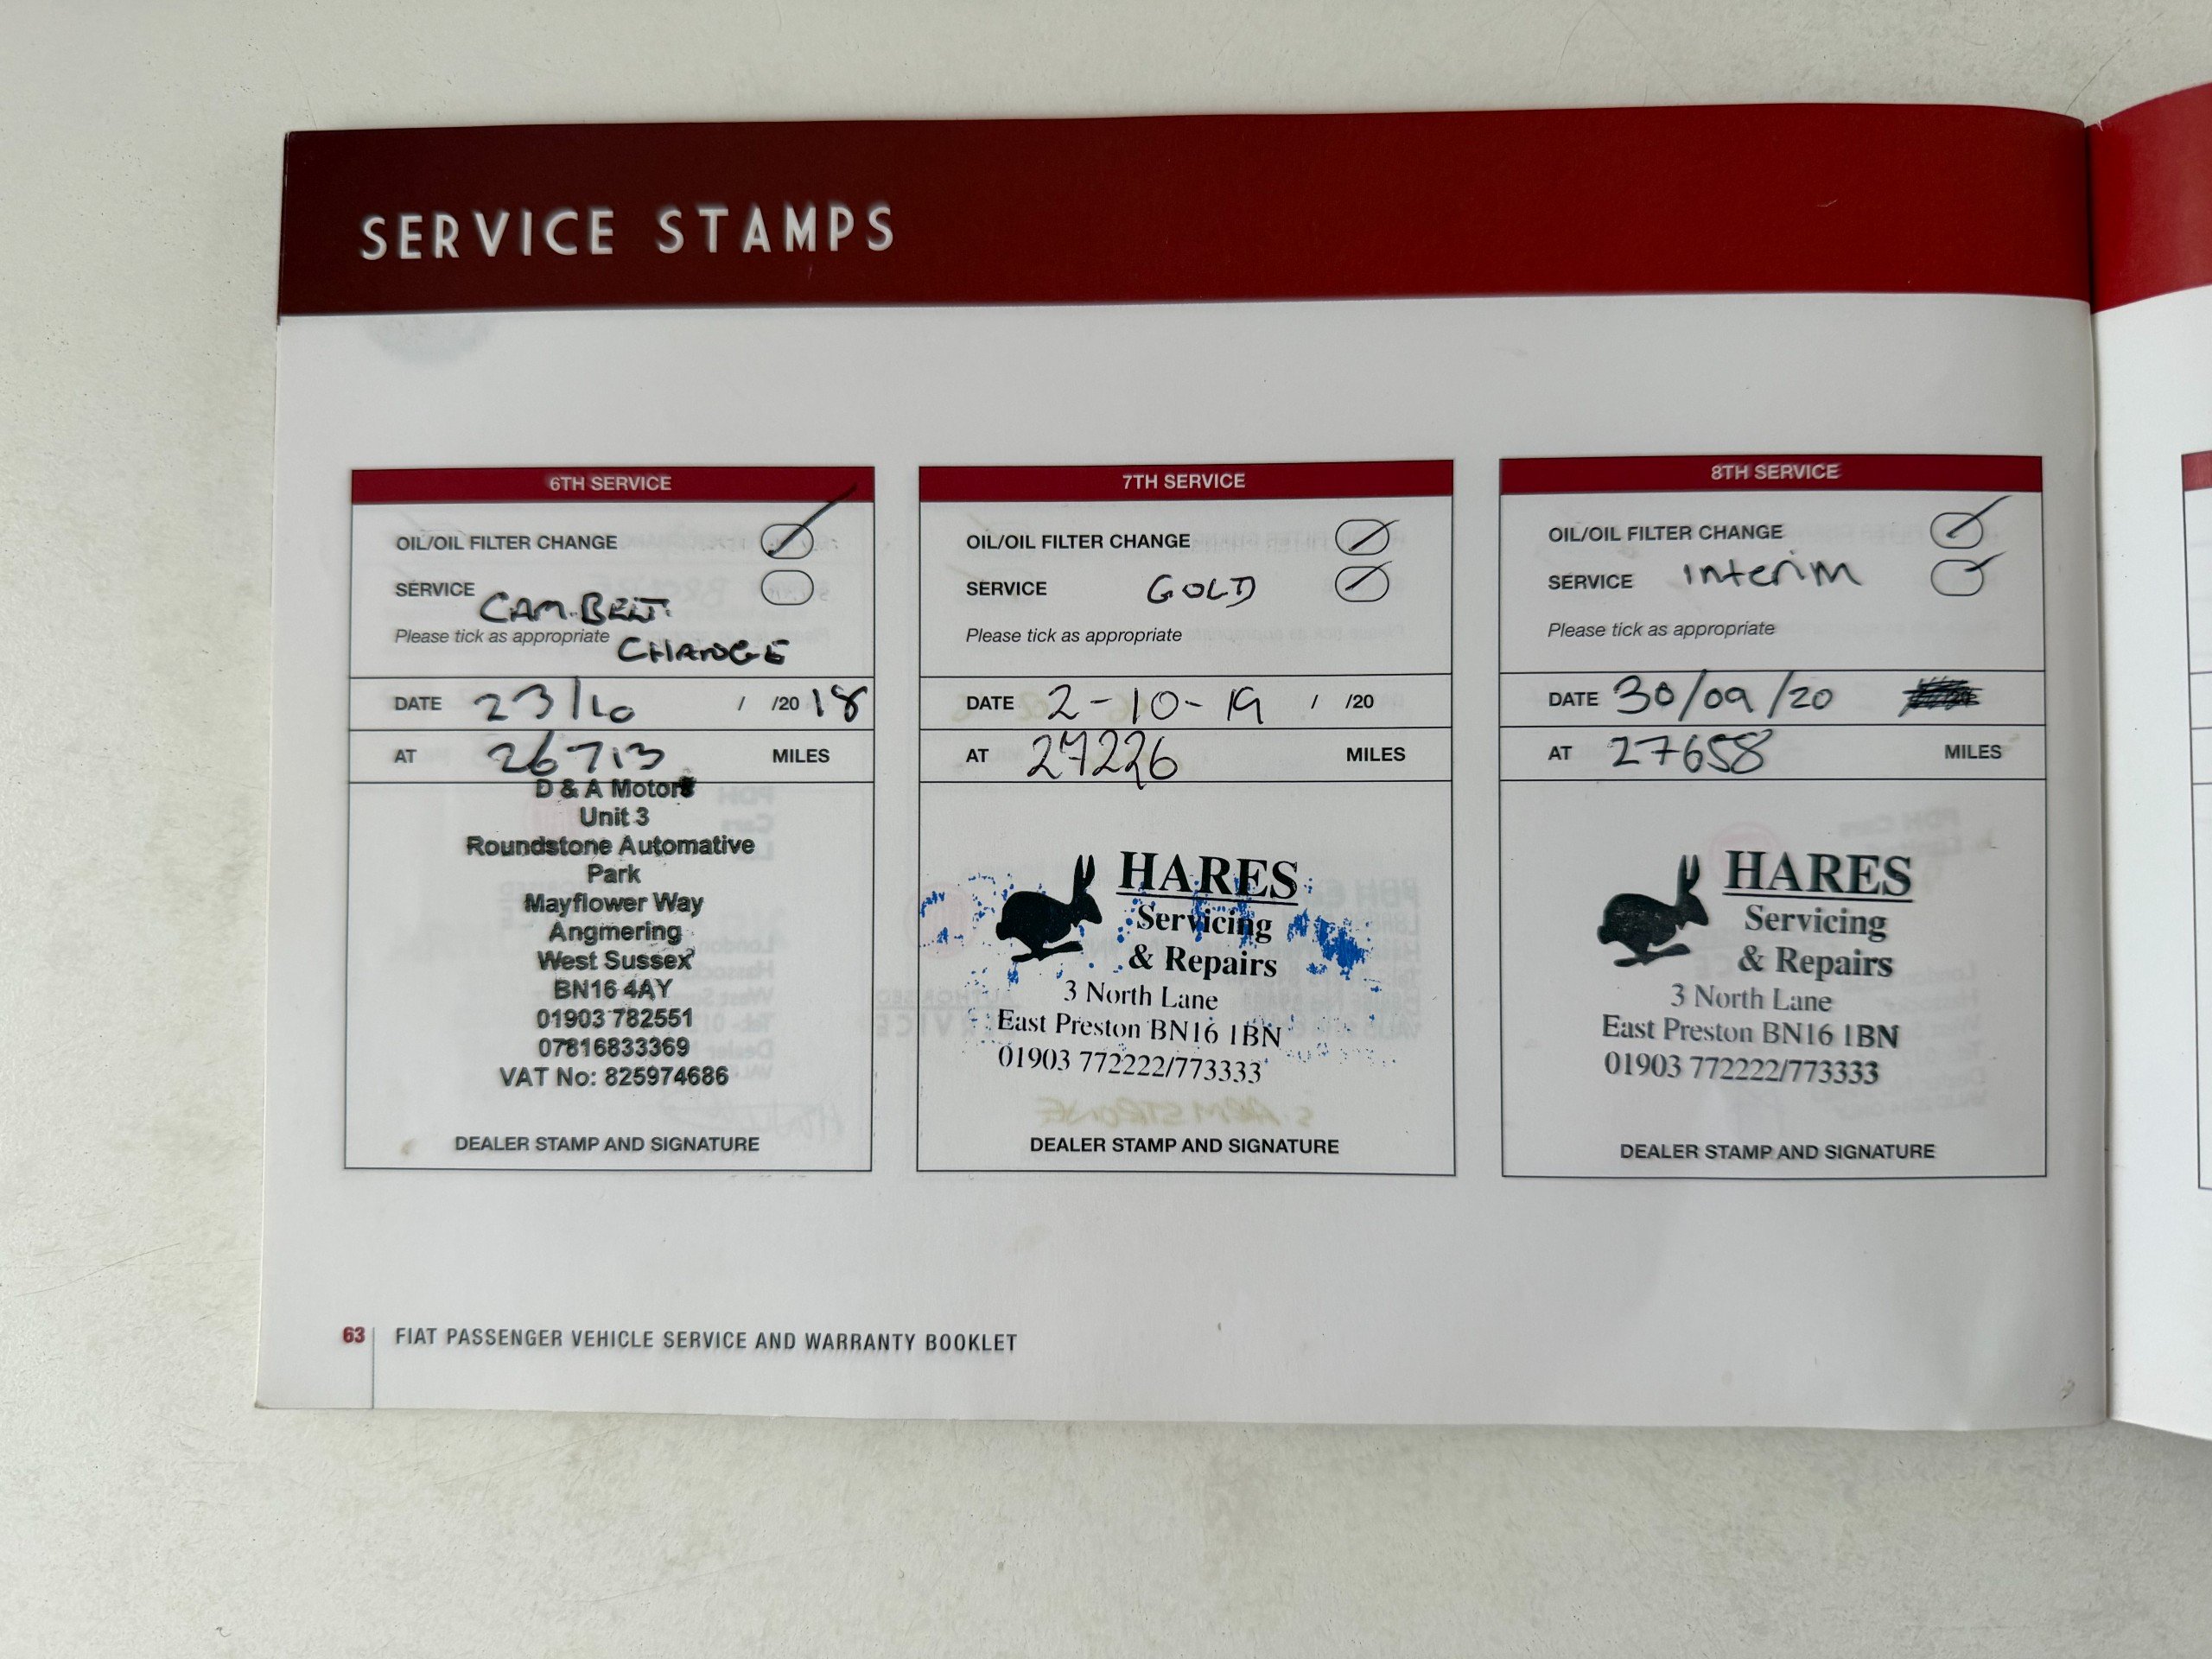 SERVICE STAMPS
6TH SERVICE
OIL/OIL FILTER CHANGE
SERVICE
CAM.BELT
Please tick as appropriate
CHANGE
DATE 23/10 / /20 18
AT 26713 MILES
D & A Motors
Unit 3
Roundstone Automative
Park
Mayflower Way
Angmering
West Sussex
BN16 4AY
01903 782551
07816833369
VAT No: 825974686
DEALER STAMP AND SIGNATURE
7TH SERVICE
OIL/OIL FILTER CHANGE
SERVICE GOLD
Please tick as appropriate
DATE 2-10-19 / /20
AT 27226 MILES
HARES
Servicing
& Repairs
3 North Lane
East Preston BN16 1BN
01903 772222/773333
DEALER STAMP AND SIGNATURE
8TH SERVICE
OIL/OIL FILTER CHANGE
SERVICE Interim
Please tick as appropriate
DATE 30/09/20
AT 27658 MILES
HARES
Servicing
& Repairs
3 North Lane
East Preston BN16 1BN
01903 772222/773333
DEALER STAMP AND SIGNATURE
63 FIAT PASSENGER VEHICLE SERVICE AND WARRANTY BOOKLET